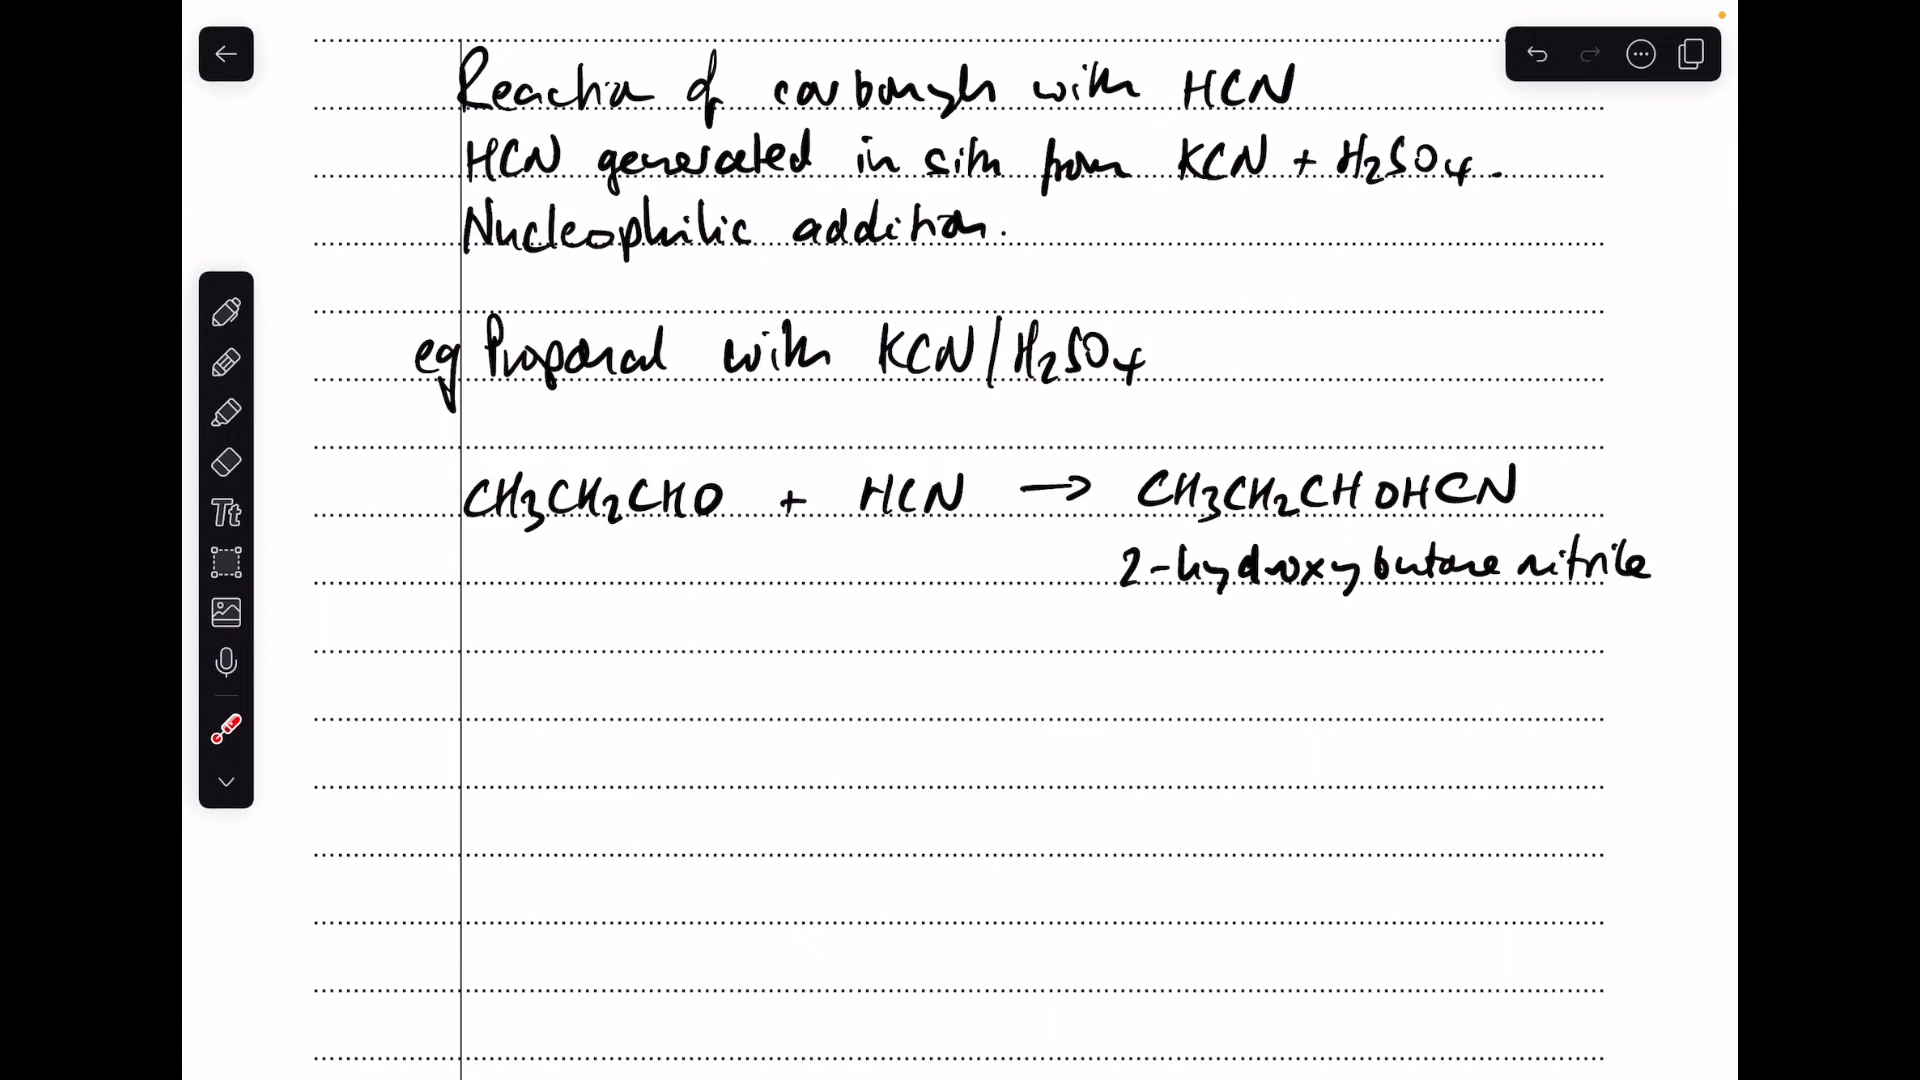 Reaction of carbonyls with HCN
HCN generated in situ from KCN + H₂SO₄.
Nucleophilic addition.
eg Propanal with KCN/H₂SO₄
CH₃CH₂CHO + HCN → CH₃CH₂CHOHCN
2-hydroxybutanenitrile
Tt